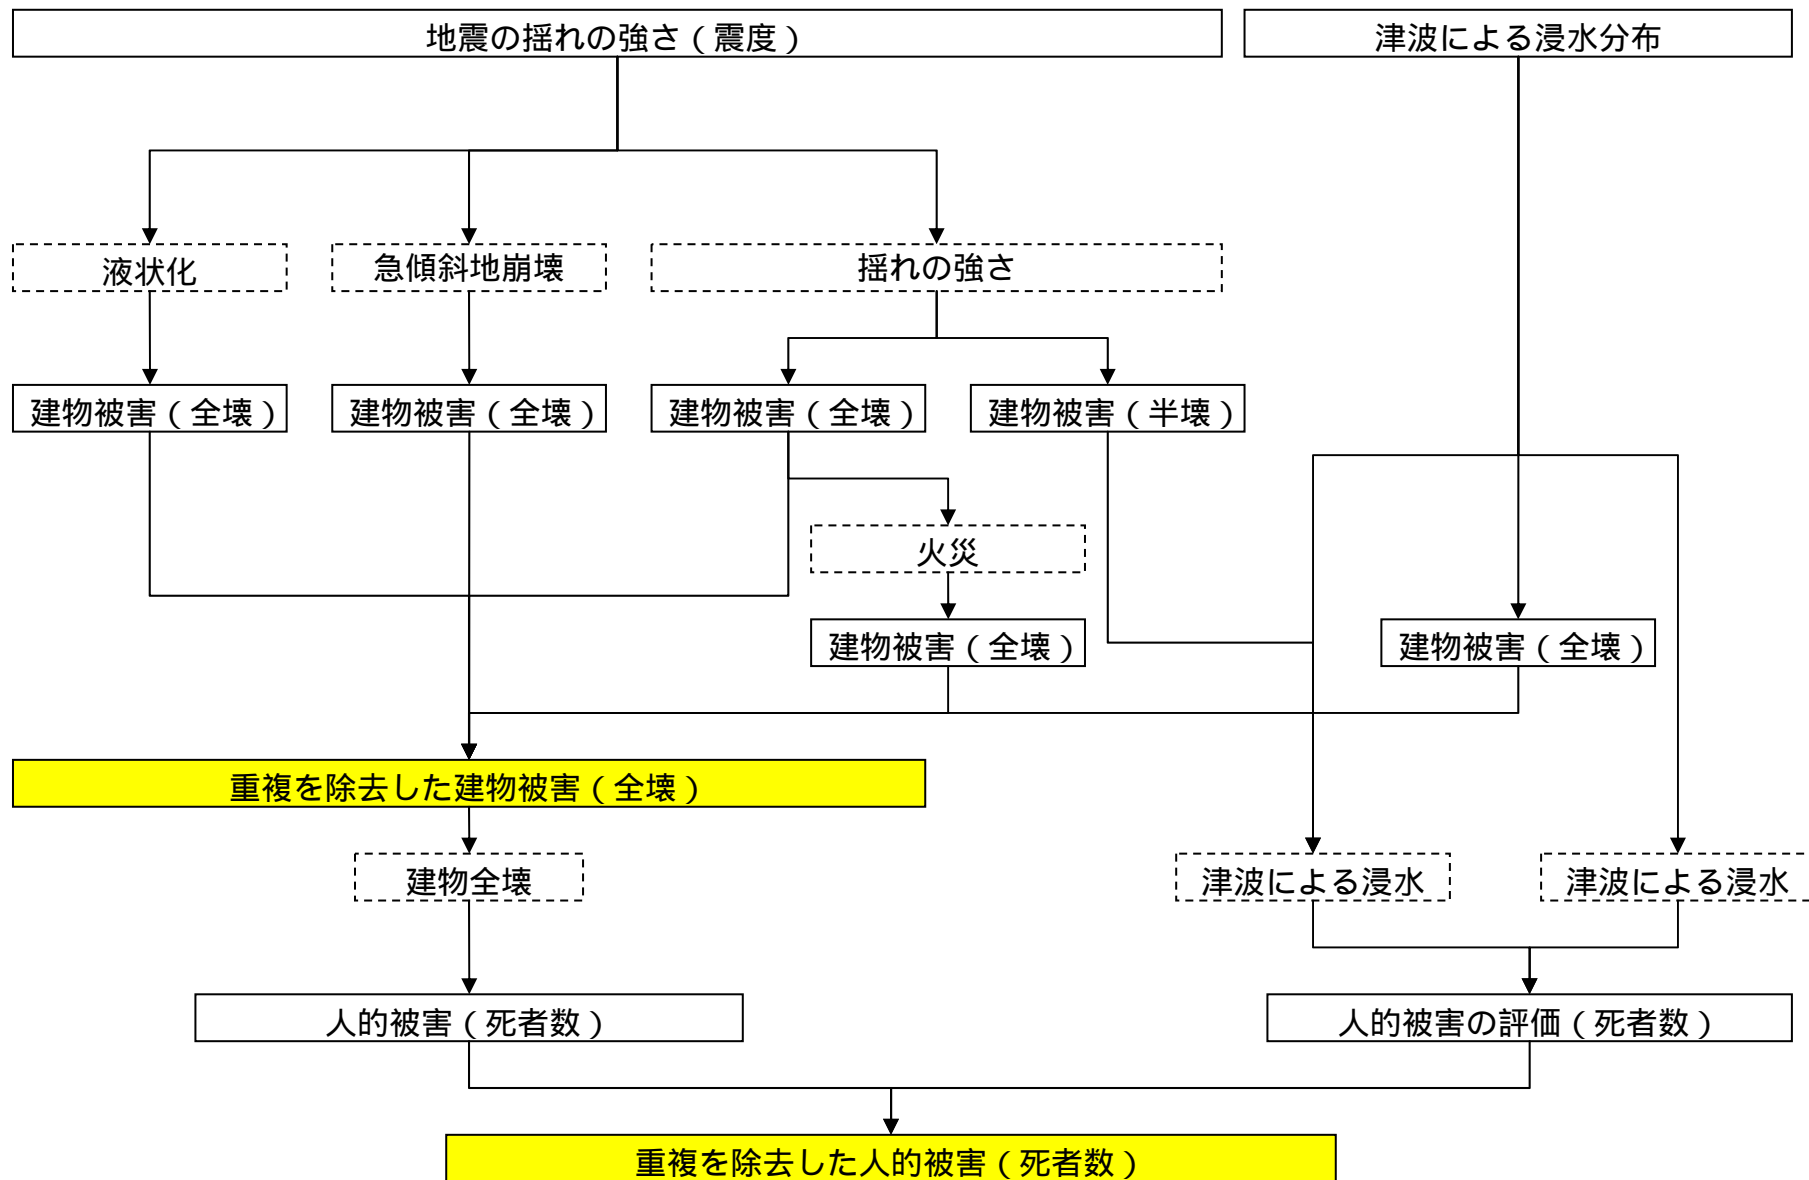 地震の揺れの強さ（震度）
津波による浸水分布
液状化
急傾斜地崩壊
揺れの強さ
建物被害（全壊）
建物被害（全壊）
建物被害（全壊）
建物被害（半壊）
火災
建物被害（全壊）
建物被害（全壊）
重複を除去した建物被害（全壊）
建物全壊
津波による浸水
津波による浸水
人的被害（死者数）
人的被害の評価（死者数）
重複を除去した人的被害（死者数）